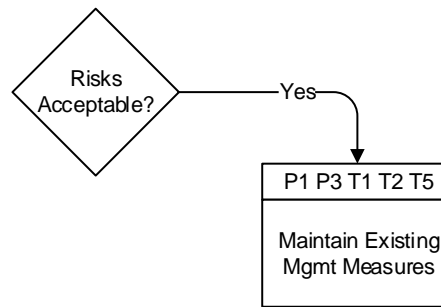 Risks
Acceptable?
Yes
P1 P3 T1 T2 T5
Maintain Existing
Mgmt Measures